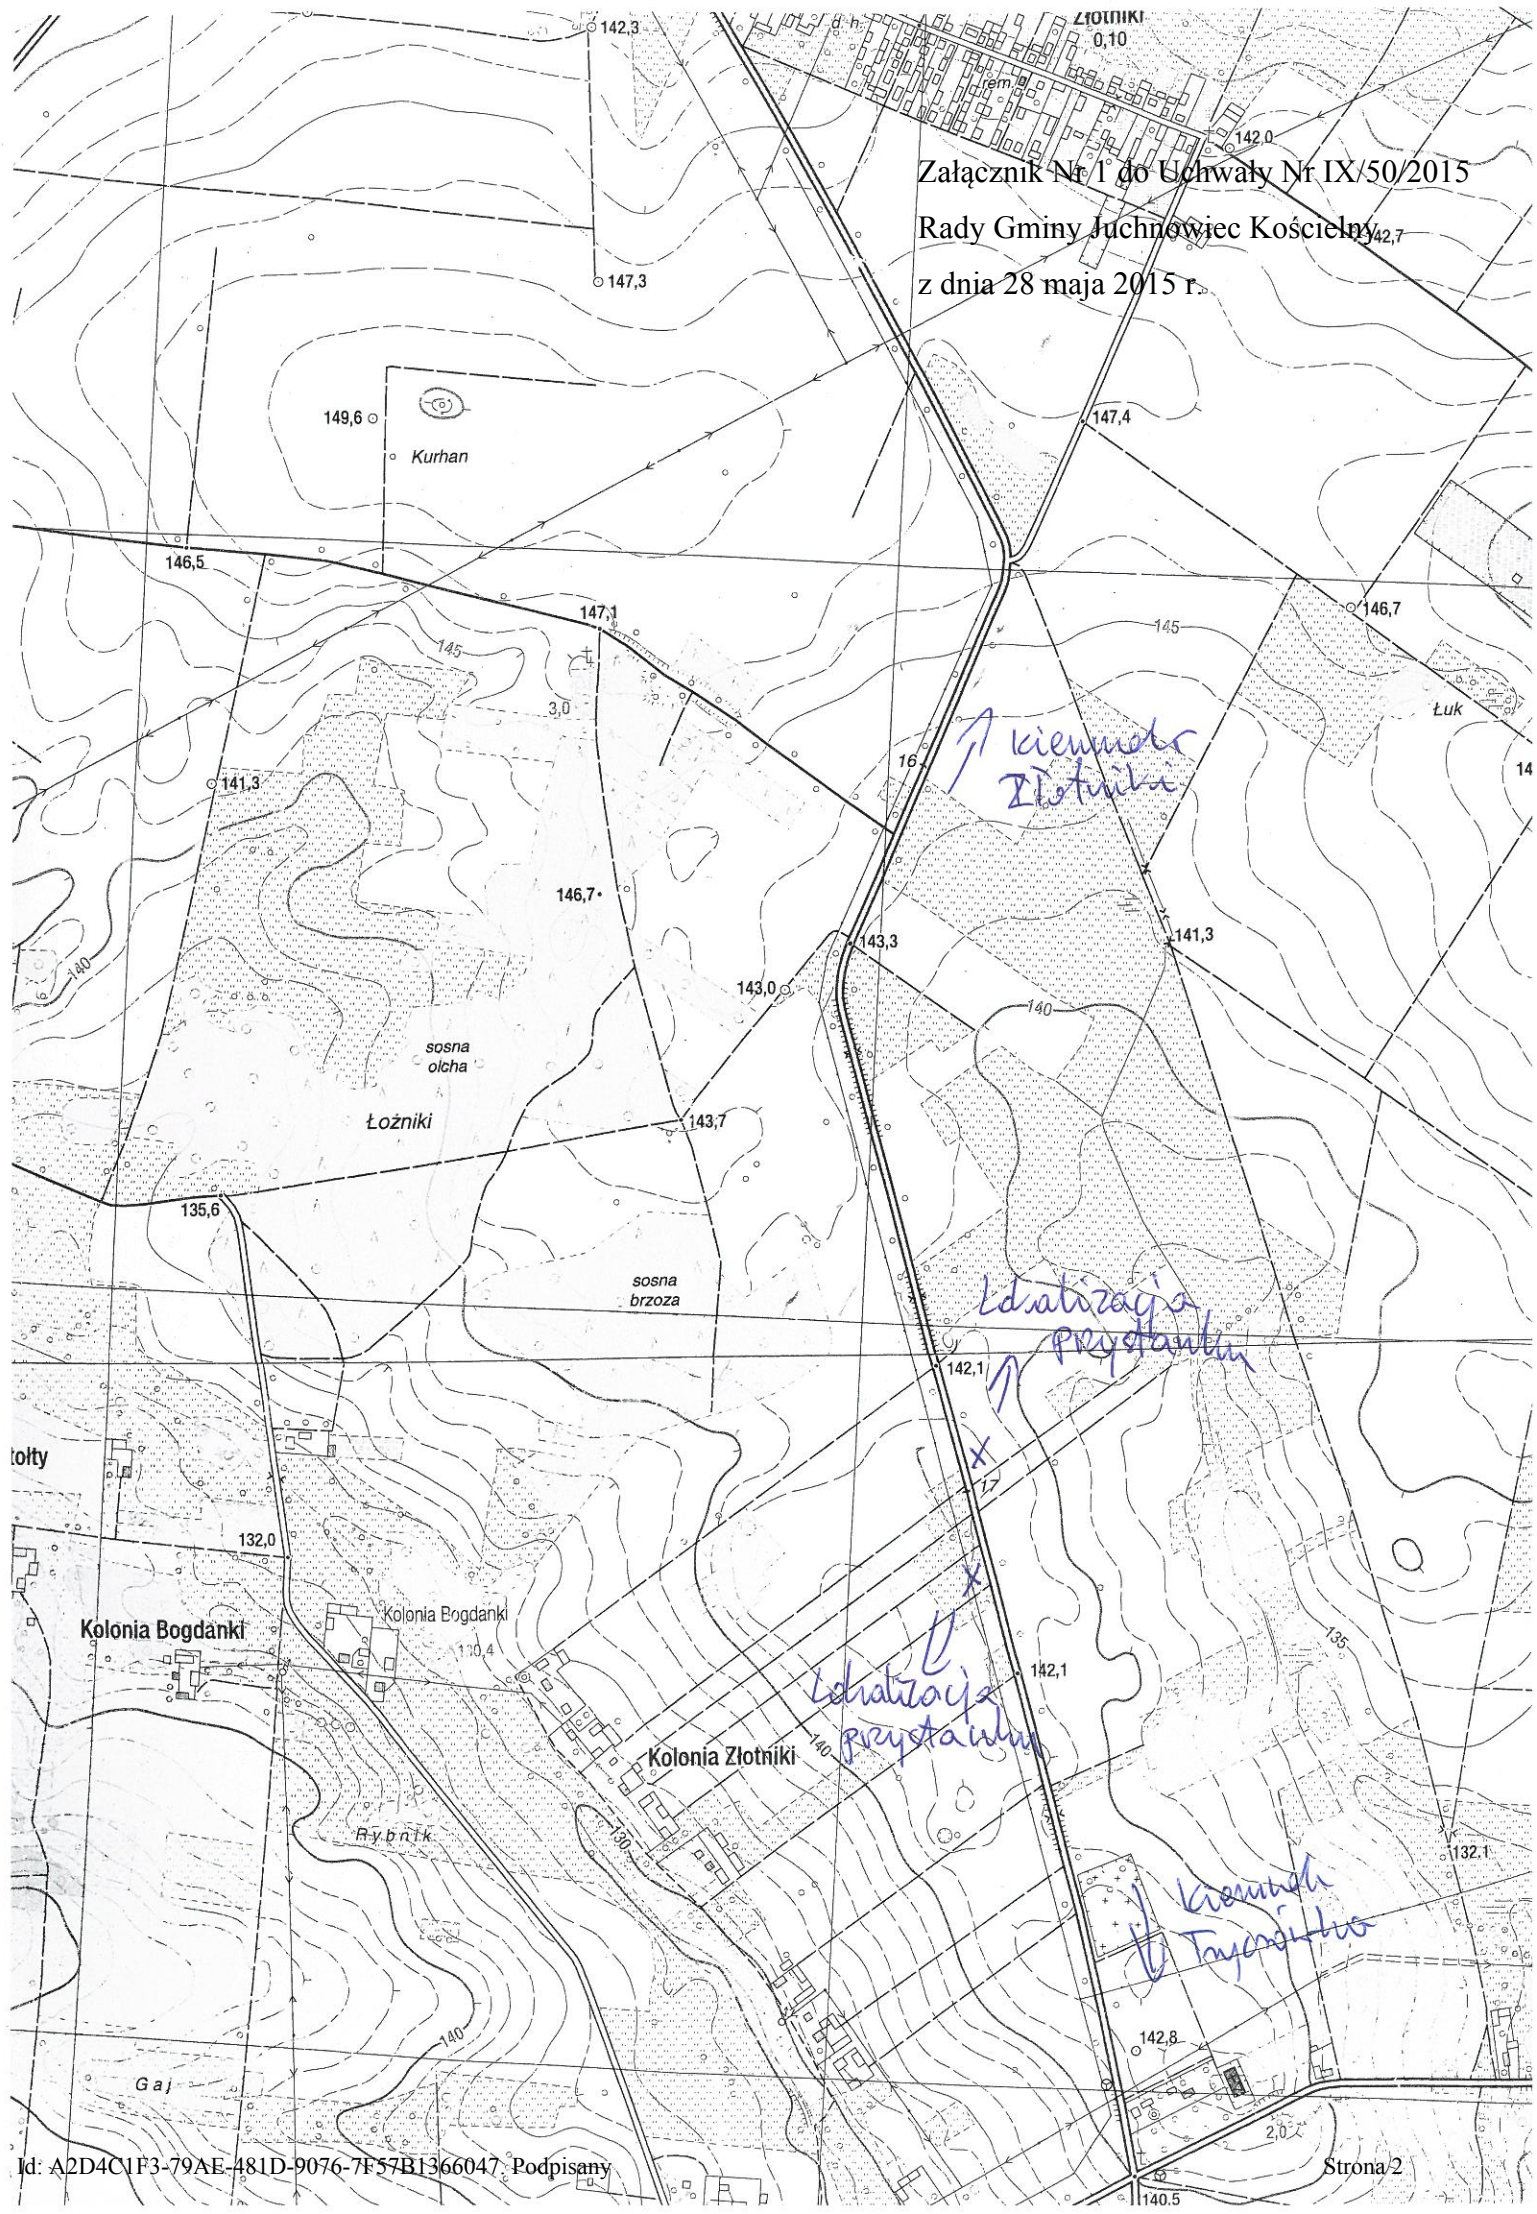 142,3
d. h.
Złotniki
0,10
rem.
142,0
Załącznik Nr 1 do Uchwały Nr IX/50/2015
Rady Gminy Juchnowiec Kościelny
142,7
z dnia 28 maja 2015 r.
147,3
149,6
Kurhan
147,4
146,5
147,1
146,7
145
145
3,0
Łuk
kierunek
Złotniki
16
14
141,3
146,7
143,3
141,3
140
143,0
140
sosna
olcha
Łoźniki
143,7
135,6
sosna
brzoza
Lokalizacja
przystanku
142,1
tołty
17
132,0
Kolonia Bogdanki
Kolonia Bogdanki
130,4
135
142,1
Lokalizacja
przystanku
Kolonia Złotniki
140
Rybnik
130
132.1
kierunek
Tryczówka
142,8
140
Gaj
2,0
Id: A2D4C1F3-79AE-481D-9076-7F57B1366047. Podpisany
Strona 2
140.5